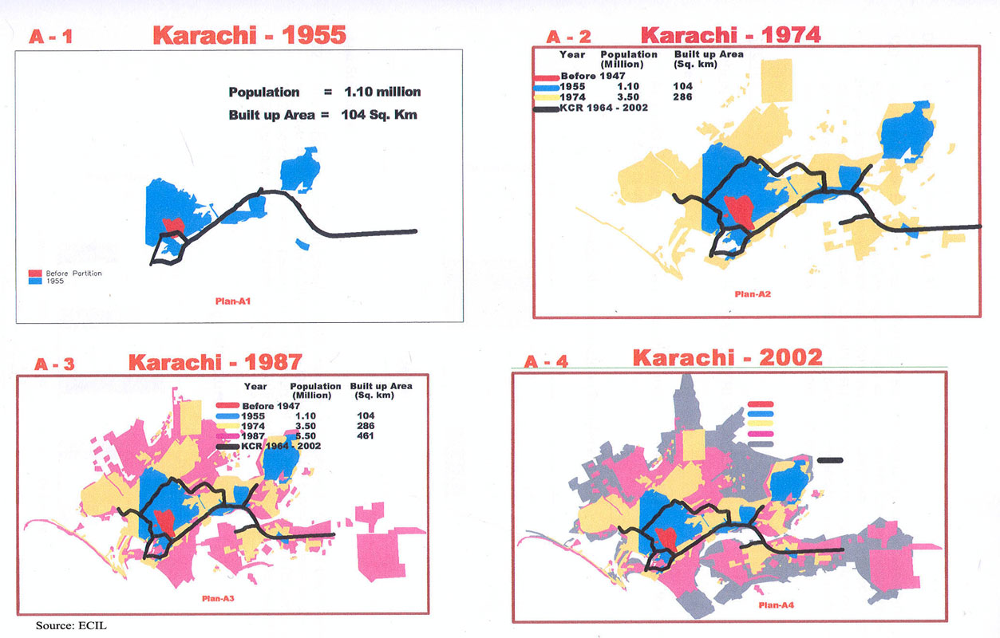 A - 1 Karachi - 1955
Population = 1.10 million
Built up Area = 104 Sq. Km
Before Partition
1955
Plan-A1
A - 2 Karachi - 1974
Year Population Built up Area
(Million) (Sq. km)
Before 1947
1955 1.10 104
1974 3.50 286
KCR 1964 - 2002
Plan-A2
A - 3 Karachi - 1987
Year Population Built up Area
(Million) (Sq. km)
Before 1947
1955 1.10 104
1974 3.50 286
1987 5.50 461
KCR 1964 - 2002
Plan-A3
Source: ECIL
A - 4 Karachi - 2002
Plan-A4